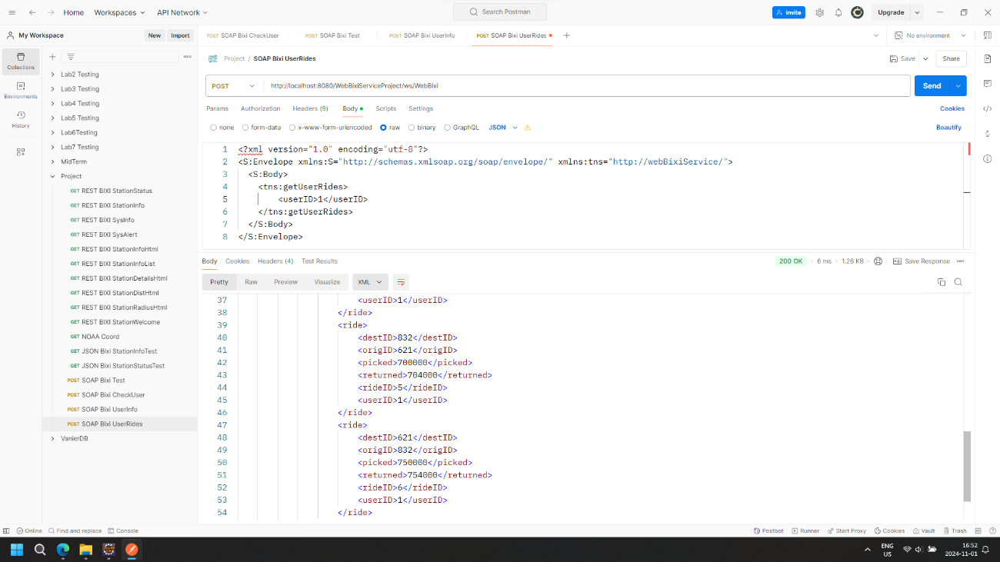 Home Workspaces API Network Search Postman Invite Upgrade
My Workspace New Import
POST SOAP Bixi CheckUser POST SOAP Bixi Test POST SOAP Bixi UserInfo POST SOAP Bixi UserRides No environment
Collections
Environments
History
Lab2 Testing
Lab3 Testing
Lab4 Testing
Lab5 Testing
Lab6Testing
Lab7 Testing
MidTerm
Project
GET REST BIXI StationStatus
GET REST BIXI StationInfo
GET REST BIXI SysInfo
GET REST BIXI SysAlert
GET REST BIXI StationInfoHtml
GET REST BIXI StationInfoList
GET REST BIXI StationDetailsHtml
GET REST BIXI StationDistHtml
GET REST BIXI StationRadiusHtml
GET REST BIXI StationWelcome
GET NOAA Coord
GET JSON Bixi StationInfoTest
GET JSON Bixi StationStatusTest
POST SOAP Bixi Test
POST SOAP Bixi CheckUser
POST SOAP Bixi UserInfo
POST SOAP Bixi UserRides
VanierDB
Project / SOAP Bixi UserRides Save Share
POST http://localhost:8080/WebBixiServiceProject/ws/WebBixi Send
Params Authorization Headers (9) Body Scripts Settings Cookies
none form-data x-www-form-urlencoded raw binary GraphQL JSON Beautify
1 <?xml version="1.0" encoding="utf-8"?>
2 <S:Envelope xmlns:S="http://schemas.xmlsoap.org/soap/envelope/" xmlns:tns="http://webBixiService/">
3 <S:Body>
4 <tns:getUserRides>
5 <userID>1</userID>
6 </tns:getUserRides>
7 </S:Body>
8 </S:Envelope>
Body Cookies Headers (4) Test Results 200 OK 6 ms 1.26 KB Save Response
Pretty Raw Preview Visualize XML
37 <userID>1</userID>
38 </ride>
39 <ride>
40 <destID>832</destID>
41 <origID>621</origID>
42 <picked>700000</picked>
43 <returned>704000</returned>
44 <rideID>5</rideID>
45 <userID>1</userID>
46 </ride>
47 <ride>
48 <destID>621</destID>
49 <origID>832</origID>
50 <picked>750000</picked>
51 <returned>754000</returned>
52 <rideID>6</rideID>
53 <userID>1</userID>
54 </ride>
Online Find and replace Console Postbot Runner Start Proxy Cookies Vault Trash
ENG 16:52
US 2024-11-01